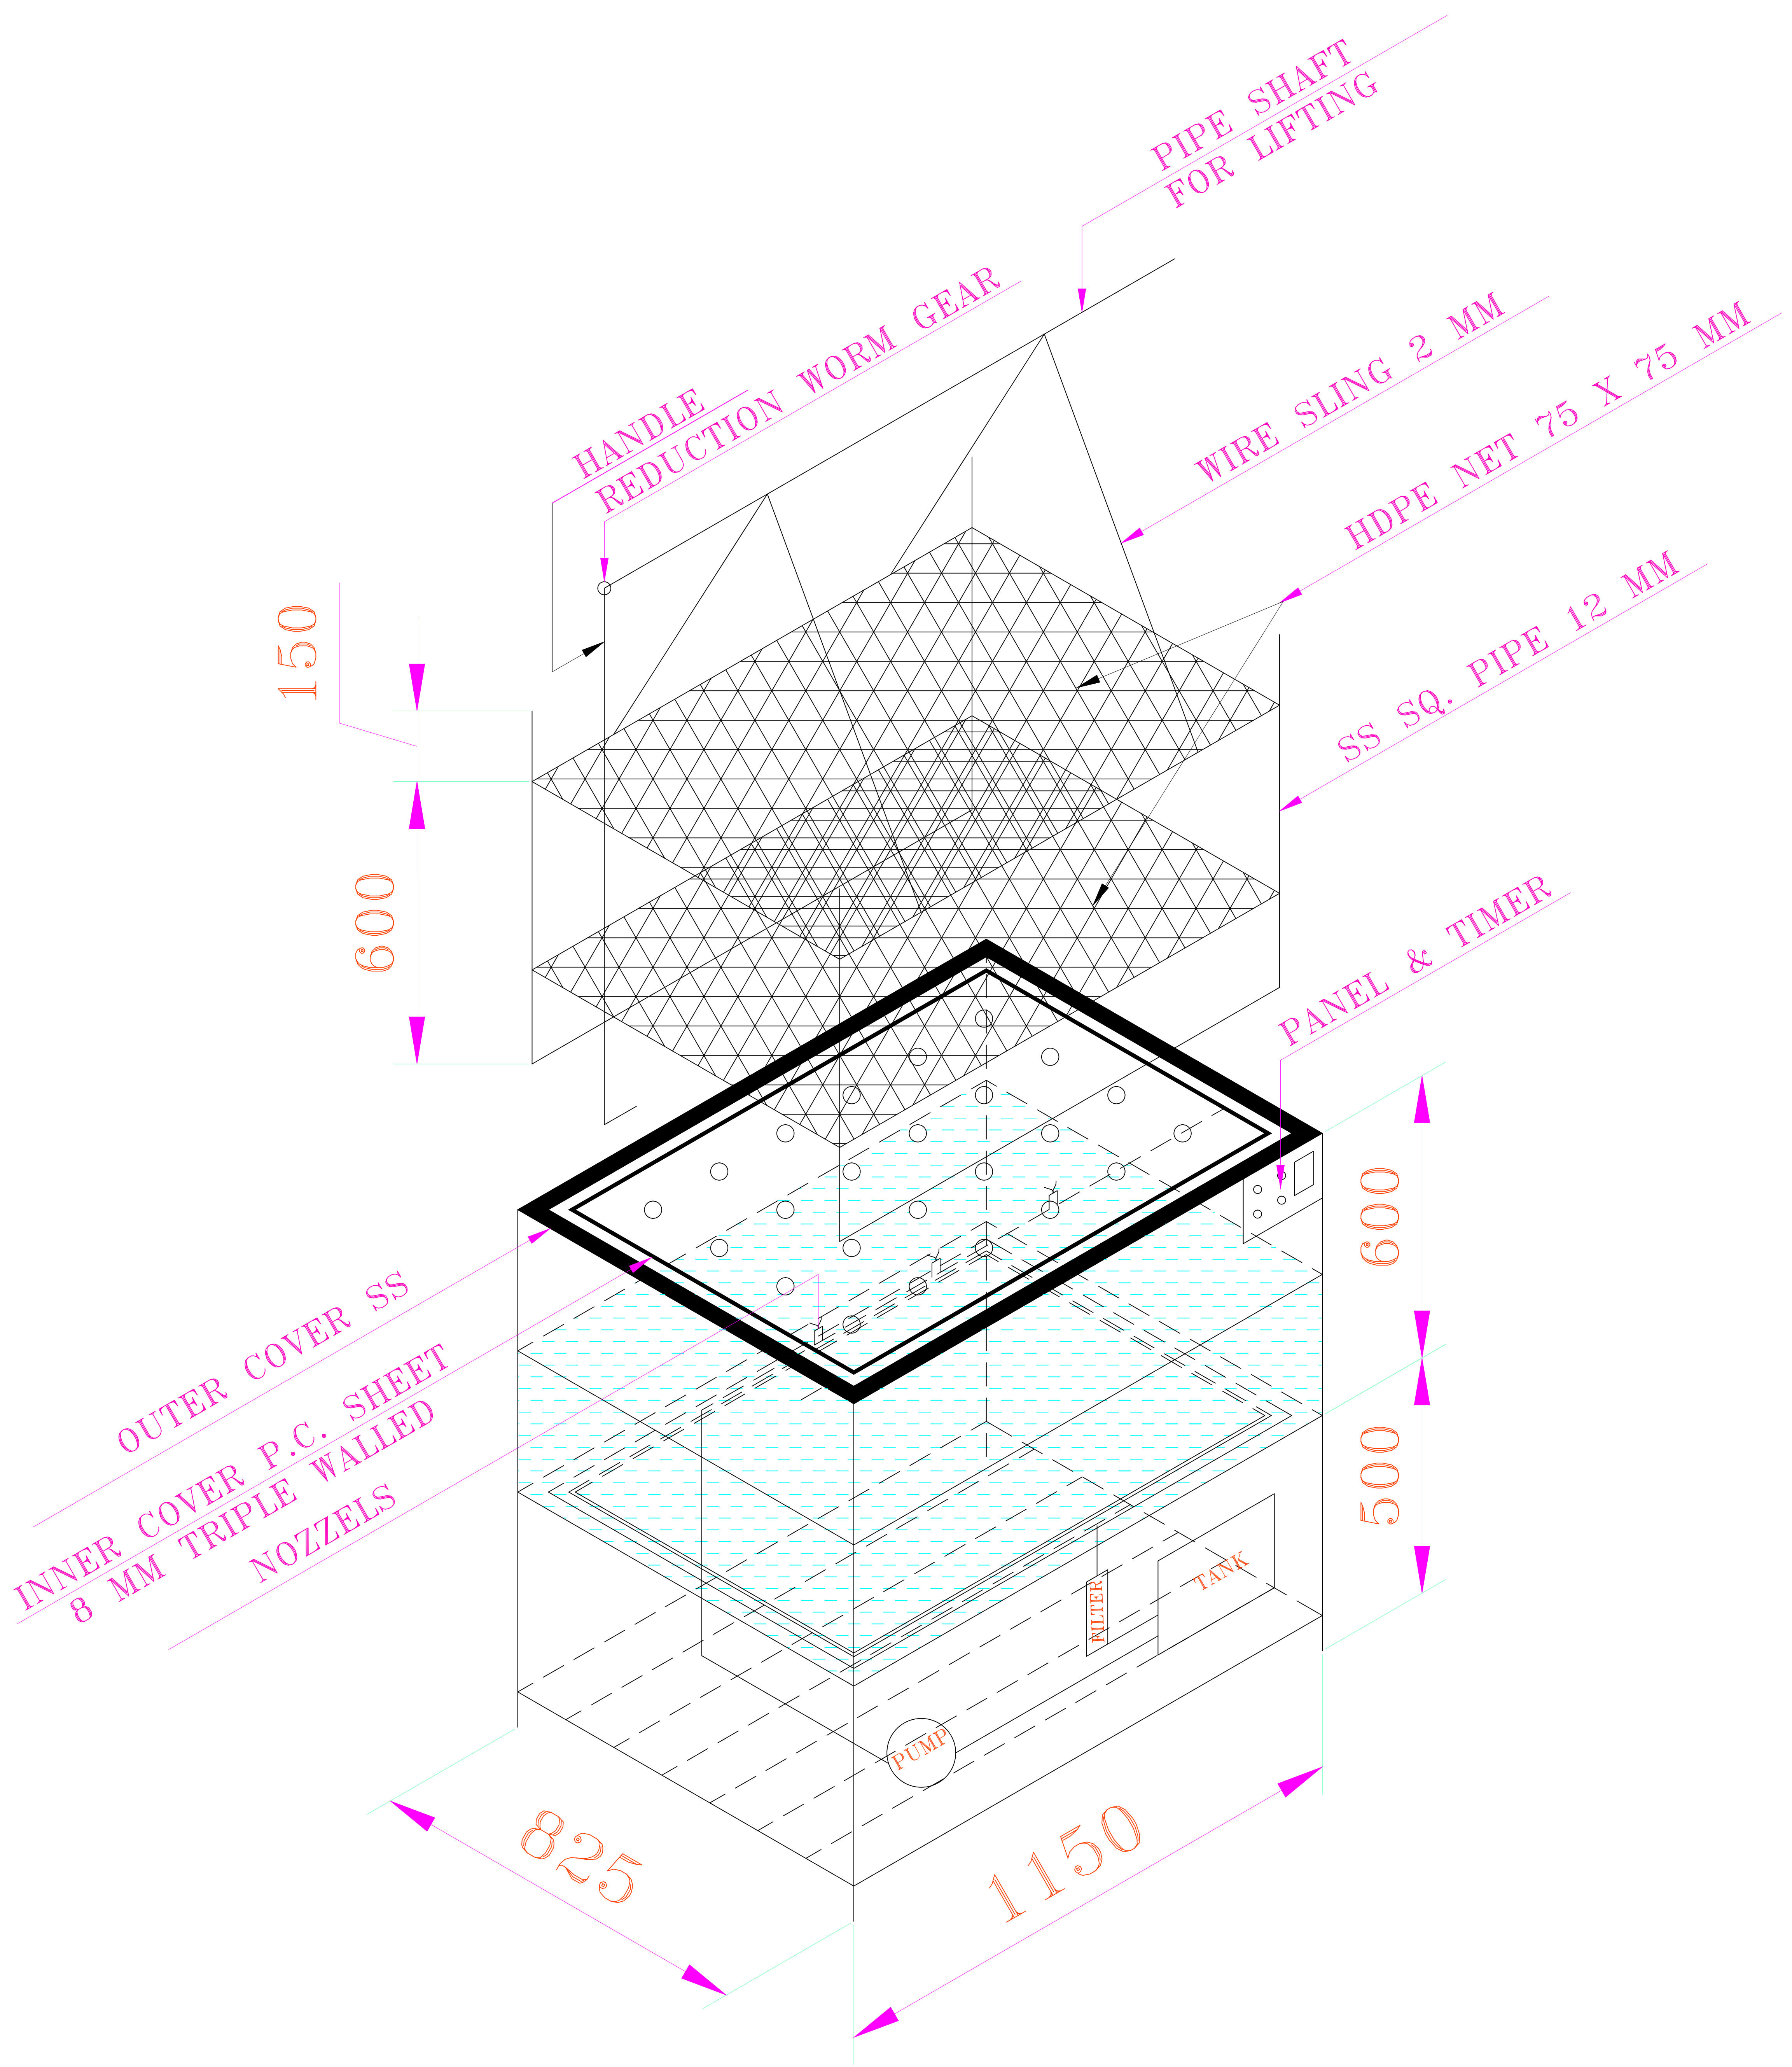 PIPE SHAFT
FOR LIFTING
HANDLE
REDUCTION WORM GEAR
WIRE SLING 2 MM
HDPE NET 75 X 75 MM
SS SQ. PIPE 12 MM
150
600
PANEL & TIMER
600
500
OUTER COVER SS
INNER COVER P.C. SHEET
8 MM TRIPLE WALLED
NOZZELS
FILTER
TANK
PUMP
825
1150